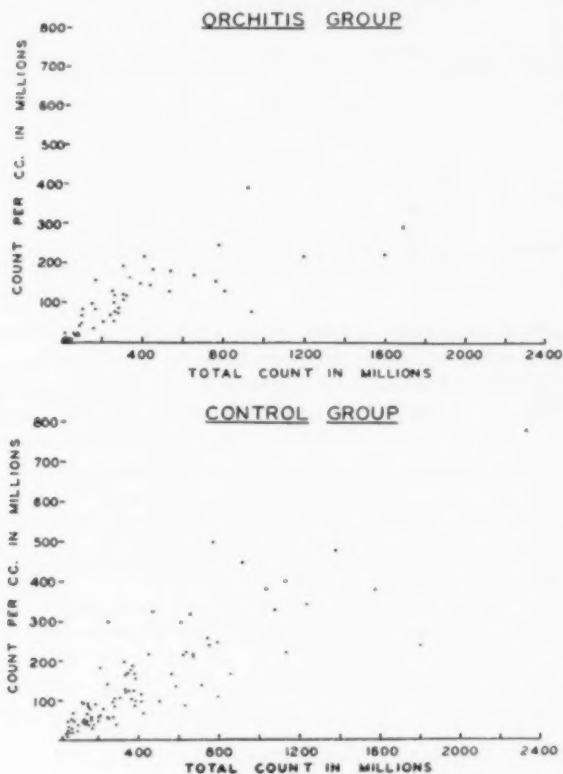 ORCHITIS GROUP
COUNT PER CC. IN MILLIONS
800
700
600
500
400
300
200
100
400 800 1200 1600 2000 2400
TOTAL COUNT IN MILLIONS
CONTROL GROUP
COUNT PER CC. IN MILLIONS
800
700
600
500
400
300
200
100
400 800 1200 1600 2000 2400
TOTAL COUNT IN MILLIONS